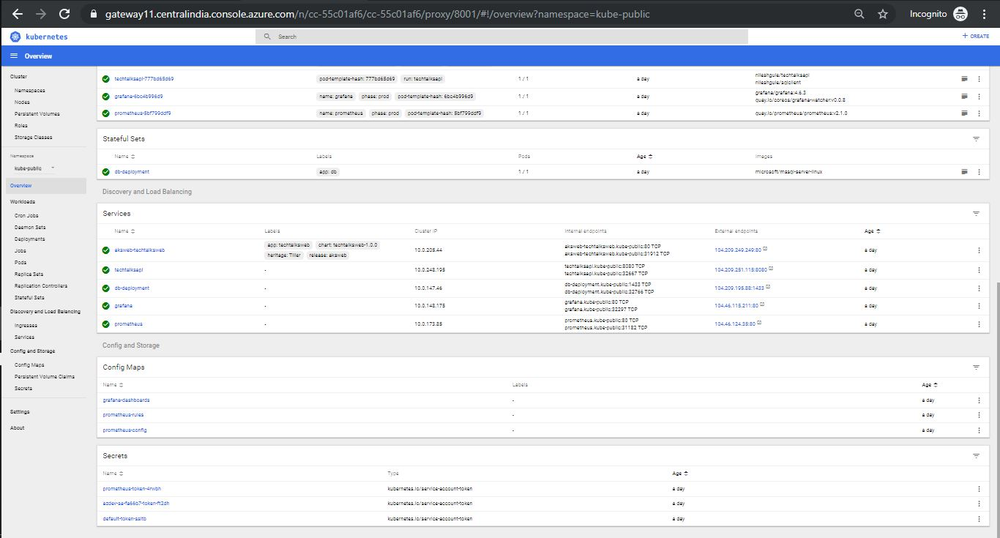 gateway11.centralindia.console.azure.com/n/cc-55c01af6/cc-55c01af6/proxy/8001/#!/overview?namespace=kube-public
Incognito
kubernetes
Search
+ CREATE
Overview
Cluster
Namespaces
Nodes
Persistent Volumes
Roles
Storage Classes
Namespace
kube-public
Overview
Workloads
Cron Jobs
Daemon Sets
Deployments
Jobs
Pods
Replica Sets
Replication Controllers
Stateful Sets
Discovery and Load Balancing
Ingresses
Services
Config and Storage
Config Maps
Persistent Volume Claims
Secrets
Settings
About
techtalksapi-777bd65d69 pod-template-hash: 777bd65d69 run: techtalksapi 1 / 1 a day nileshgule/techtalksapi
nileshgule/sqlclient
grafana-6bc4b996d9 name: grafana phase: prod pod-template-hash: 6bc4b996d9 1 / 1 a day grafana/grafana:4.6.3
quay.io/coreos/grafana-watcher:v0.0.8
prometheus-5bf799ddf9 name: prometheus phase: prod pod-template-hash: 5bf799ddf9 1 / 1 a day quay.io/prometheus/prometheus:v2.1.0
Stateful Sets
Name Labels Pods Age Images
db-deployment app: db 1 / 1 a day microsoft/mssql-server-linux
Discovery and Load Balancing
Services
Name Labels Cluster IP Internal endpoints External endpoints Age
aksweb-techtalksweb app: techtalksweb chart: techtalksweb-1.0.0 10.0.205.44 aksweb-techtalksweb.kube-public:80 TCP 104.209.249.249:80 a day
heritage: Tiller release: aksweb aksweb-techtalksweb.kube-public:31912 TCP
techtalksapi - 10.0.248.195 techtalksapi.kube-public:8080 TCP 104.209.251.115:8080 a day
techtalksapi.kube-public:32667 TCP
db-deployment - 10.0.147.46 db-deployment.kube-public:1433 TCP 104.209.195.88:1433 a day
db-deployment.kube-public:32766 TCP
grafana - 10.0.148.175 grafana.kube-public:80 TCP 104.46.115.211:80 a day
grafana.kube-public:32297 TCP
prometheus - 10.0.173.85 prometheus.kube-public:80 TCP 104.46.124.35:80 a day
prometheus.kube-public:31182 TCP
Config and Storage
Config Maps
Name Labels Age
grafana-dashboards - a day
prometheus-rules - a day
prometheus-config - a day
Secrets
Name Type Age
prometheus-token-4rwbh kubernetes.io/service-account-token a day
azdev-sa-fa66b7-token-ft2dh kubernetes.io/service-account-token a day
default-token-ssltb kubernetes.io/service-account-token a day